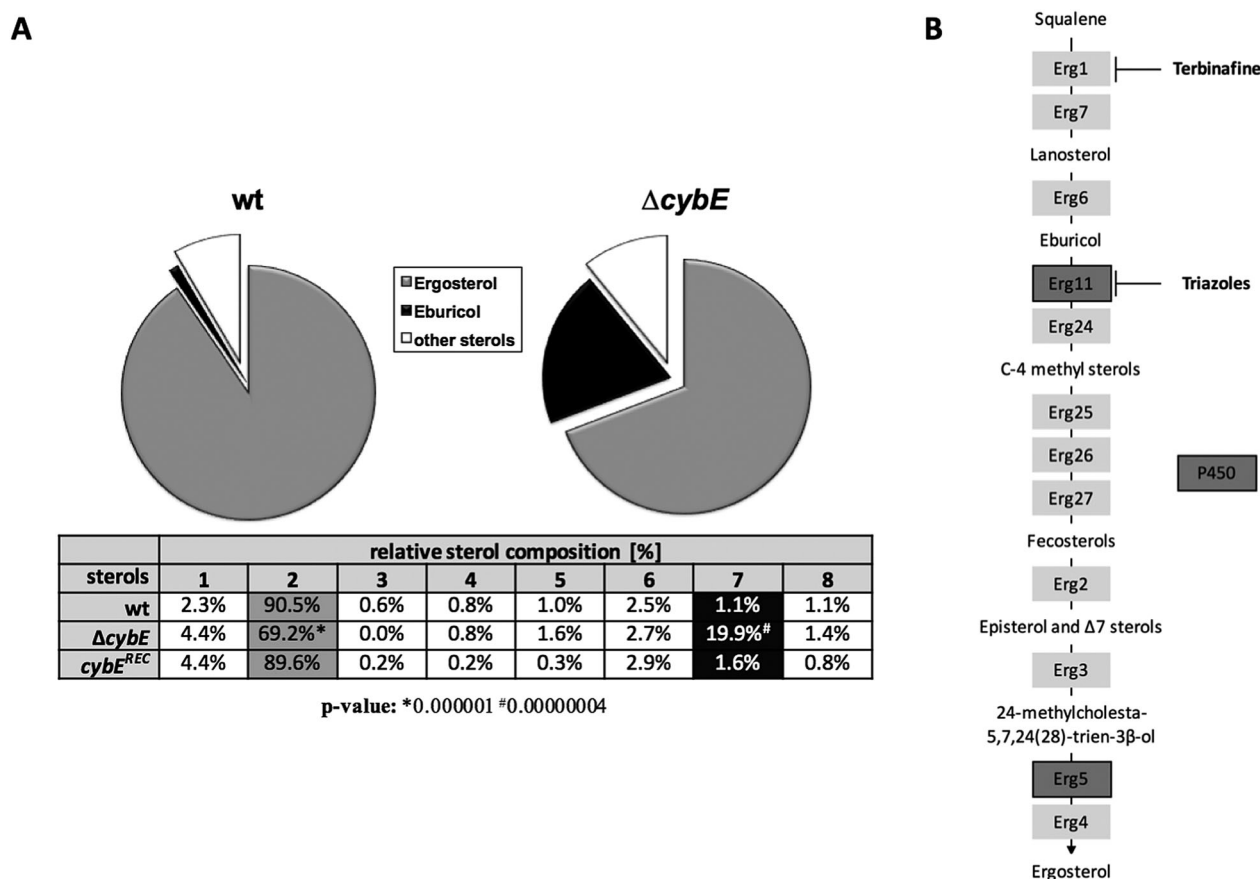 A
wt
ΔcybE
Ergosterol
Eburicol
other sterols
relative sterol composition [%]
sterols 1 2 3 4 5 6 7 8
wt 2.3% 90.5% 0.6% 0.8% 1.0% 2.5% 1.1% 1.1%
ΔcybE 4.4% 69.2%* 0.0% 0.8% 1.6% 2.7% 19.9%# 1.4%
cybE^REC 4.4% 89.6% 0.2% 0.2% 0.3% 2.9% 1.6% 0.8%
p-value: *0.000001 #0.00000004
B
Squalene
Erg1 Terbinafine
Erg7
Lanosterol
Erg6
Eburicol
Erg11 Triazoles
Erg24
C-4 methyl sterols
Erg25
Erg26
P450
Erg27
Fecosterols
Erg2
Episterol and Δ7 sterols
Erg3
24-methylcholesta-
5,7,24(28)-trien-3β-ol
Erg5
Erg4
Ergosterol